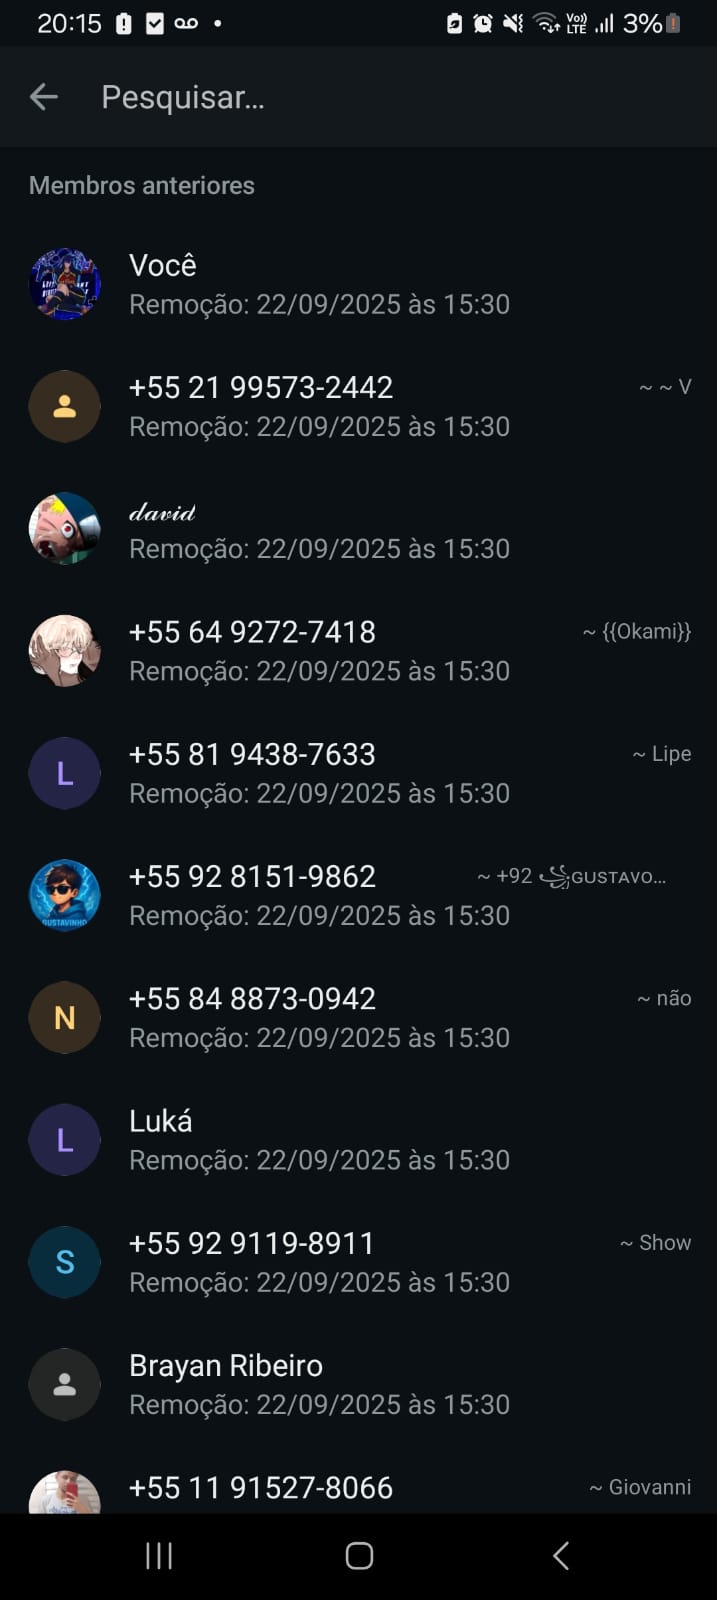 20:15
Vo))
LTE
3%
Pesquisar...
Membros anteriores
Você
Remoção: 22/09/2025 às 15:30
+55 21 99573-2442
~ ~ V
Remoção: 22/09/2025 às 15:30
𝓭𝓪𝓿𝓲𝓭
Remoção: 22/09/2025 às 15:30
+55 64 9272-7418
~ {{Okami}}
Remoção: 22/09/2025 às 15:30
L
+55 81 9438-7633
~ Lipe
Remoção: 22/09/2025 às 15:30
GUSTAVINHO
+55 92 8151-9862
~ +92 ꧁GUSTAVO...
Remoção: 22/09/2025 às 15:30
N
+55 84 8873-0942
~ não
Remoção: 22/09/2025 às 15:30
L
Luká
Remoção: 22/09/2025 às 15:30
S
+55 92 9119-8911
~ Show
Remoção: 22/09/2025 às 15:30
Brayan Ribeiro
Remoção: 22/09/2025 às 15:30
+55 11 91527-8066
~ Giovanni